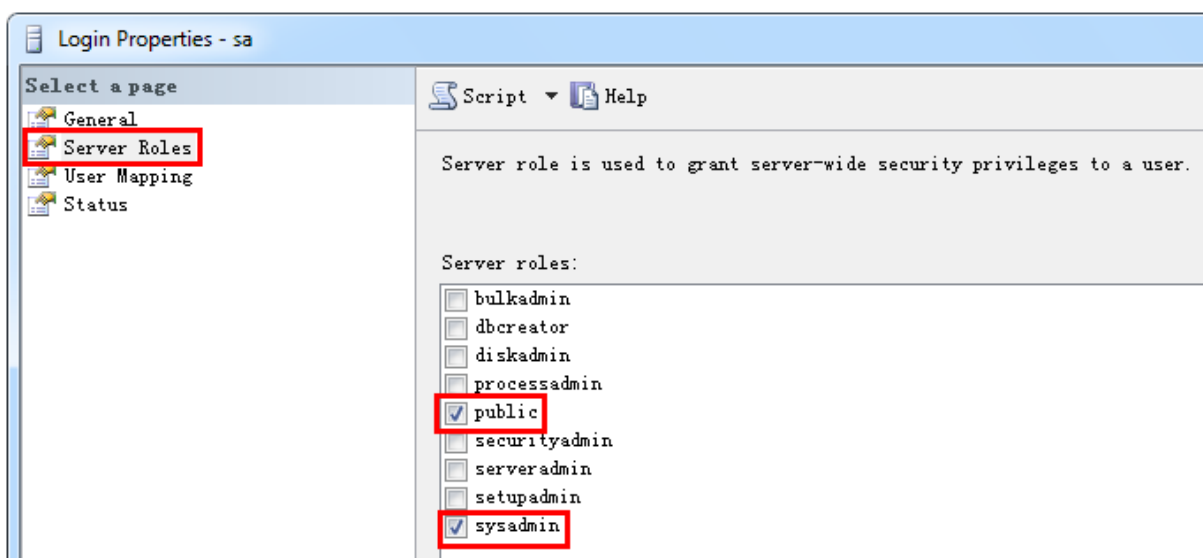 Login Properties - sa
Select a page
General
Server Roles
User Mapping
Status
Script Help
Server role is used to grant server-wide security privileges to a user.
Server roles:
bulkadmin
dbcreator
diskadmin
processadmin
public
securityadmin
serveradmin
setupadmin
sysadmin